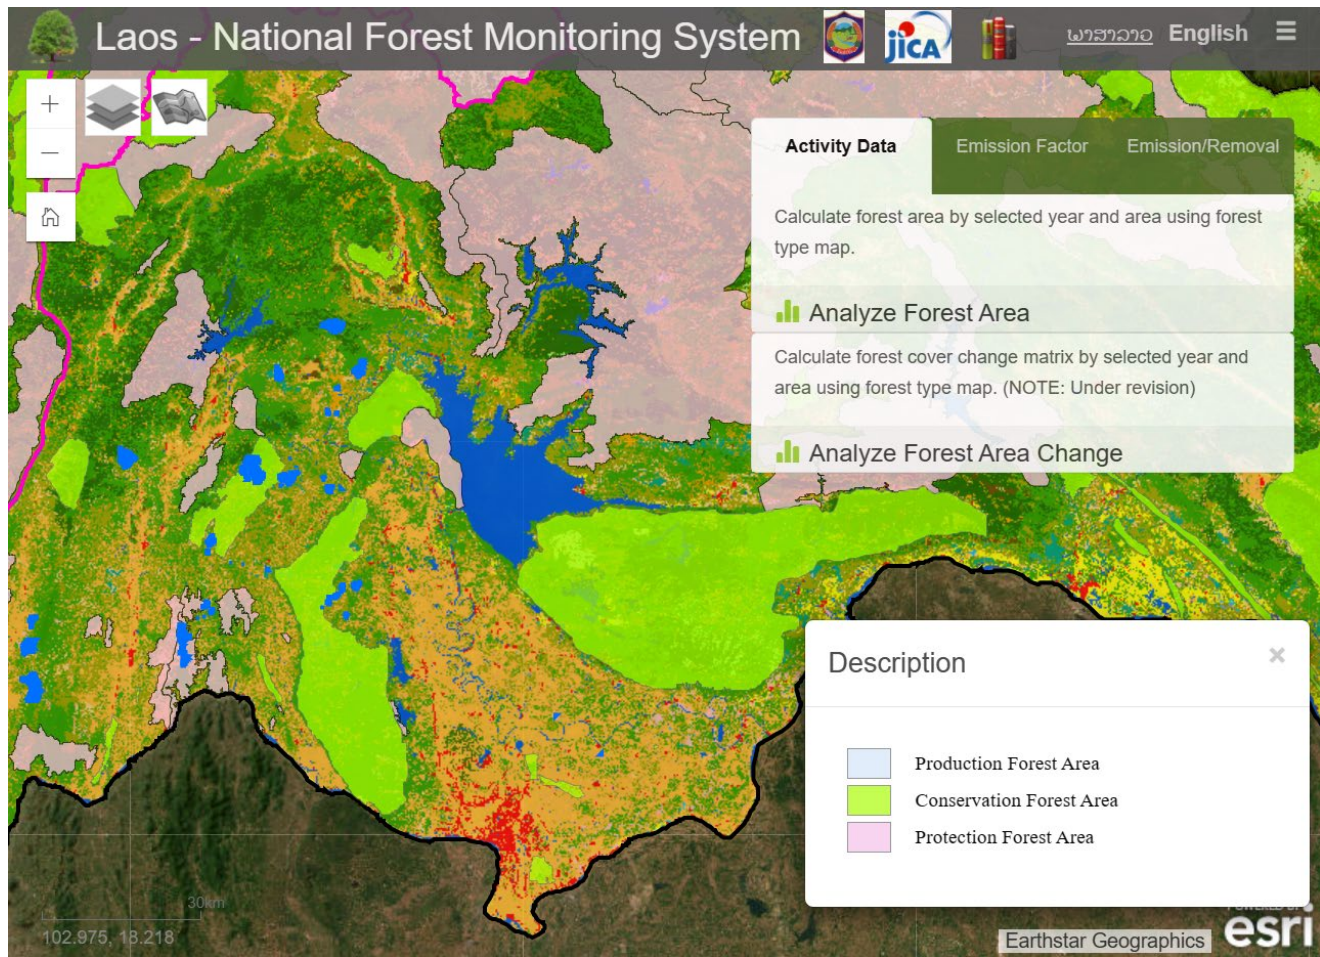 Laos - National Forest Monitoring System
JICA
ພາສາລາວ English
Activity Data Emission Factor Emission/Removal
Calculate forest area by selected year and area using forest
type map.
Analyze Forest Area
Calculate forest cover change matrix by selected year and
area using forest type map. (NOTE: Under revision)
Analyze Forest Area Change
Description ×
Production Forest Area
Conservation Forest Area
Protection Forest Area
30km
102.975, 18.218
Earthstar Geographics
esri